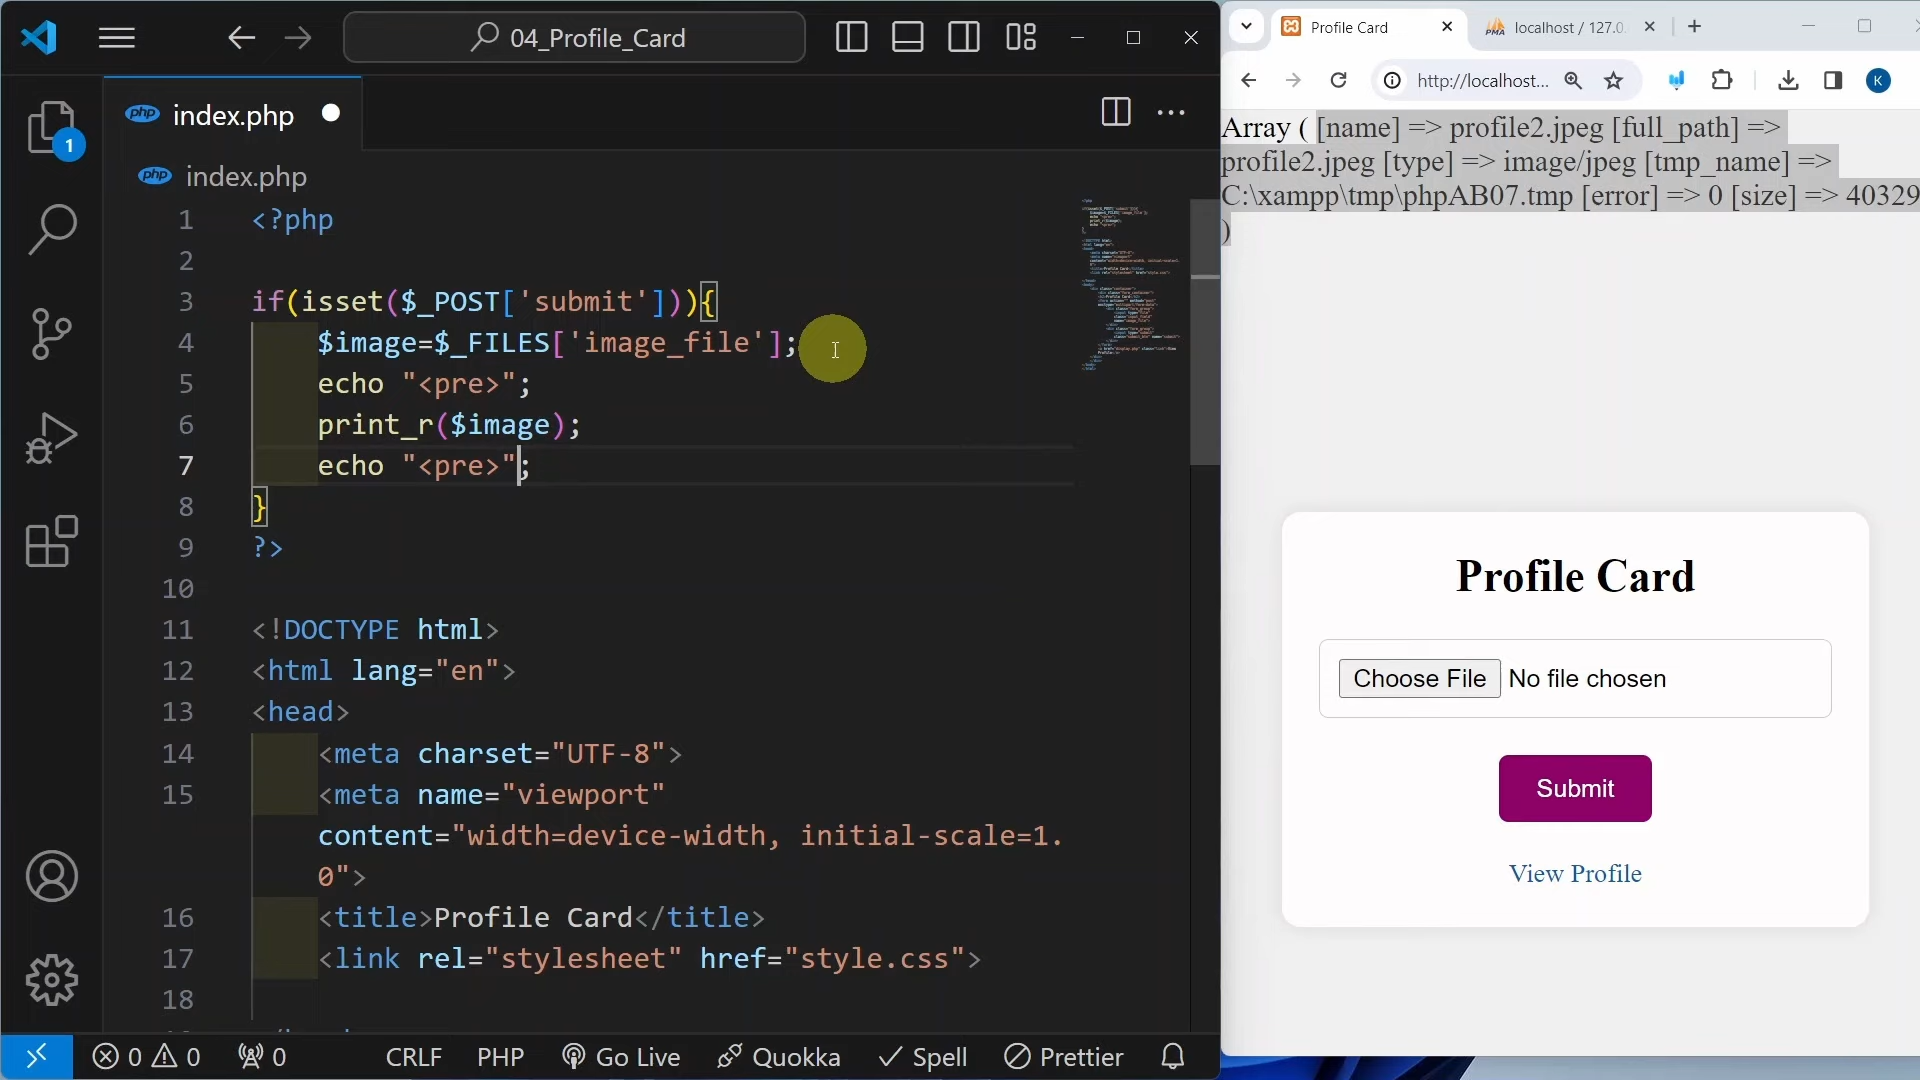 04_Profile_Card
php index.php
php index.php
1 <?php
2
3 if(isset($_POST['submit'])){
4 $image=$_FILES['image_file'];
5 echo "<pre>";
6 print_r($image);
7 echo "<pre>";
8 }
9 ?>
10
11 <!DOCTYPE html>
12 <html lang="en">
13 <head>
14 <meta charset="UTF-8">
15 <meta name="viewport"
content="width=device-width, initial-scale=1.
0">
16 <title>Profile Card</title>
17 <link rel="stylesheet" href="style.css">
18
1
0 0 0 CRLF PHP Go Live Quokka Spell Prettier
Profile Card
PMA localhost / 127.0.
http://localhost...
K
Array ( [name] => profile2.jpeg [full_path] =>
profile2.jpeg [type] => image/jpeg [tmp_name] =>
C:\xampp\tmp\phpAB07.tmp [error] => 0 [size] => 40329
)
Profile Card
Choose File No file chosen
Submit
View Profile